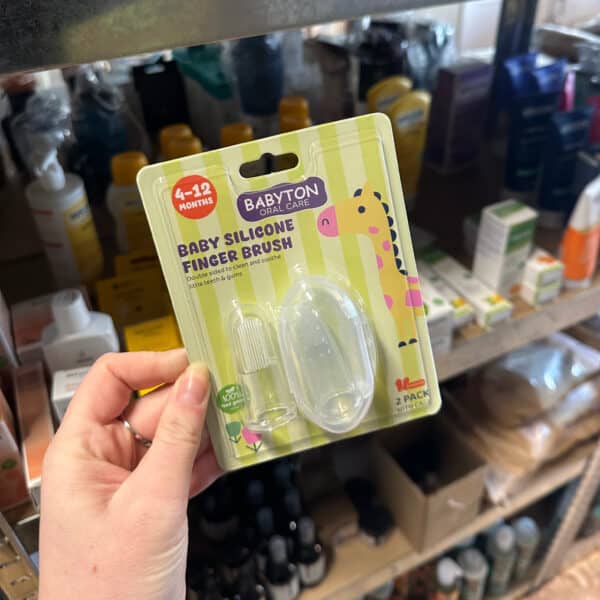 4-12
MONTHS
BABYTON
ORAL CARE
BABY SILICONE
FINGER BRUSH
Double sided to clean and soothe
little teeth & gums
100%
2 PACK